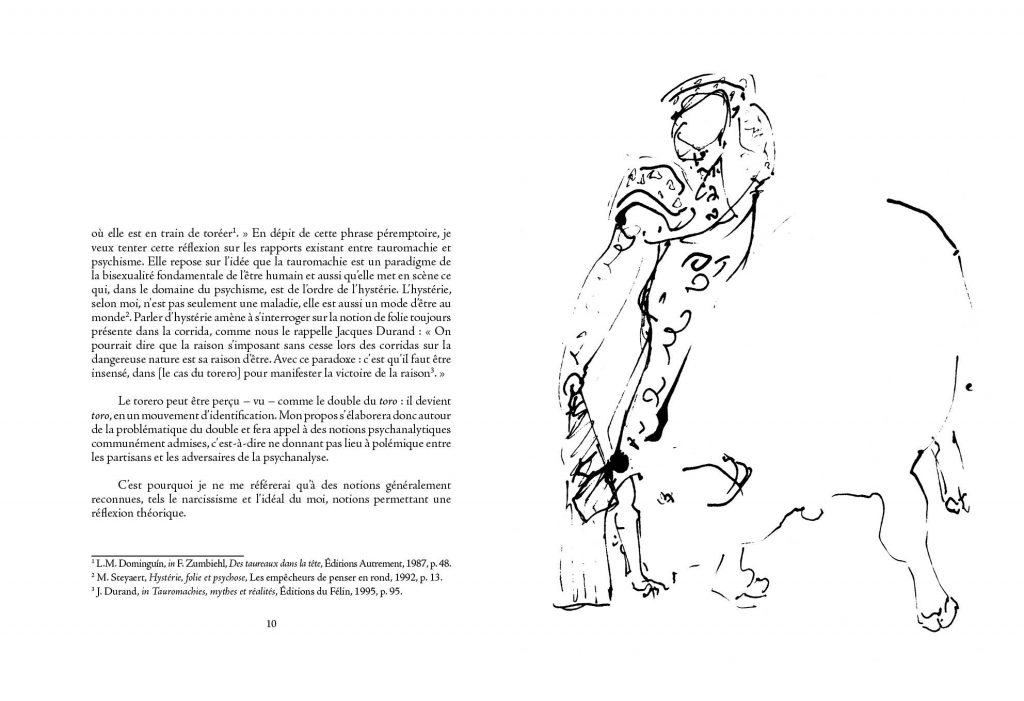 où elle est en train de toréer¹. » En dépit de cette phrase péremptoire, je
veux tenter cette réflexion sur les rapports existant entre tauromachie et
psychisme. Elle repose sur l’idée que la tauromachie est un paradigme de
la bisexualité fondamentale de l’être humain et aussi qu’elle met en scène ce
qui, dans le domaine du psychisme, est de l’ordre de l’hystérie. L’hystérie,
selon moi, n’est pas seulement une maladie, elle est aussi un mode d’être au
monde². Parler d’hystérie amène à s’interroger sur la notion de folie toujours
présente dans la corrida, comme nous le rappelle Jacques Durand : « On
pourrait dire que la raison s’imposant sans cesse lors des corridas sur la
dangereuse nature est sa raison d’être. Avec ce paradoxe : c’est qu’il faut être
insensé, dans [le cas du torero] pour manifester la victoire de la raison³. »
Le torero peut être perçu – vu – comme le double du toro : il devient
toro, en un mouvement d’identification. Mon propos s’élaborera donc autour
de la problématique du double et fera appel à des notions psychanalytiques
communément admises, c’est-à-dire ne donnant pas lieu à polémique entre
les partisans et les adversaires de la psychanalyse.
C’est pourquoi je ne me référerai qu’à des notions généralement
reconnues, tels le narcissisme et l’idéal du moi, notions permettant une
réflexion théorique.
¹ L.M. Dominguín, in F. Zumbiehl, Des taureaux dans la tête, Éditions Autrement, 1987, p. 48.
² M. Steyaert, Hystérie, folie et psychose, Les empêcheurs de penser en rond, 1992, p. 13.
³ J. Durand, in Tauromachies, mythes et réalités, Éditions du Félin, 1995, p. 95.
10